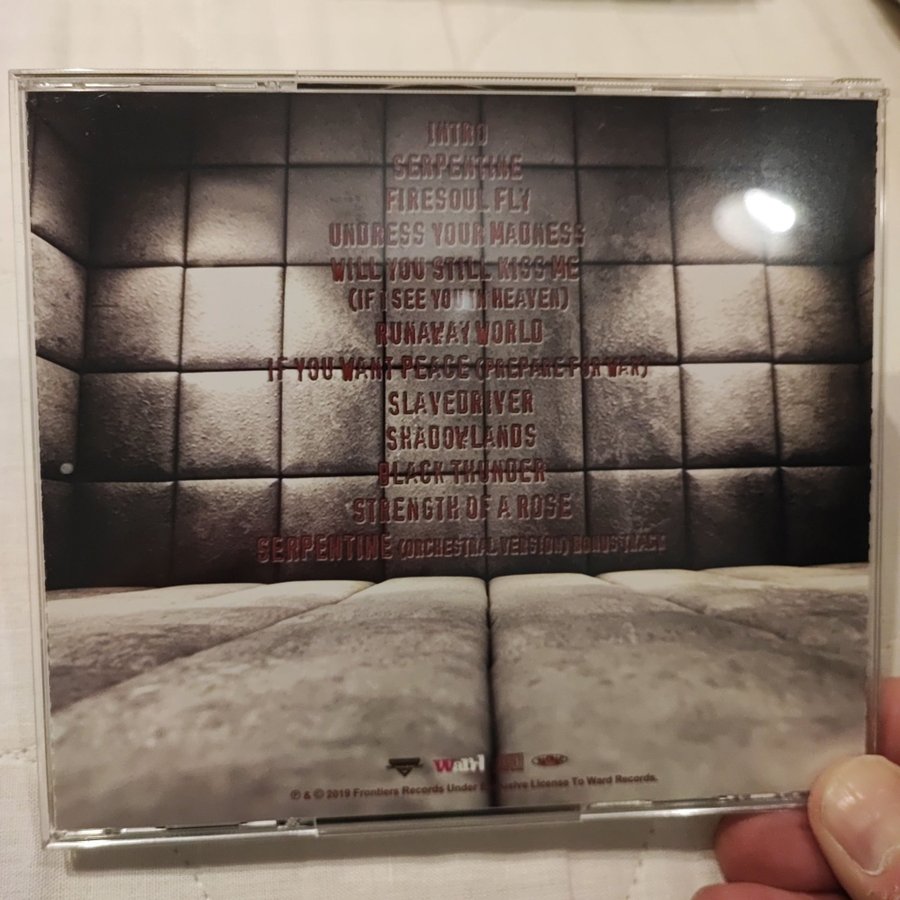 INTRO
SERPENTINE
FIRESOUL FLY
UNDRESS YOUR MADNESS
WILL YOU STILL KISS ME
(IF I SEE YOU IN HEAVEN)
RUNAWAY WORLD
IF YOU WANT PEACE (PREPARE FOR WAR)
SLAVEDRIVER
SHADOWLANDS
BLACK THUNDER
STRENGTH OF A ROSE
SERPENTINE (ORCHESTRAL VERSION) BONUS TRACK
Ward
℗ & © 2019 Frontiers Records Under Exclusive License To Ward Records.